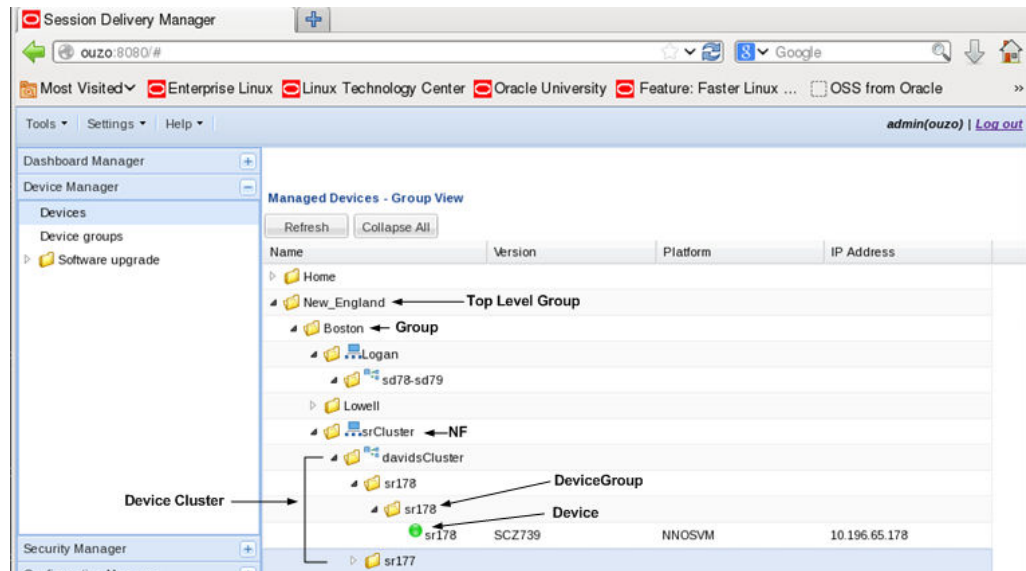 Session Delivery Manager
ouzo:8080/#
Google
Most Visited Enterprise Linux Linux Technology Center Oracle University Feature: Faster Linux ... OSS from Oracle »
Tools Settings Help admin(ouzo) | Log out
Dashboard Manager
Device Manager
Devices
Device groups
Software upgrade
Security Manager
Managed Devices - Group View
Refresh Collapse All
Name Version Platform IP Address
Home
New_England Top Level Group
Boston Group
Logan
sd78-sd79
Lowell
srCluster NF
davidsCluster
sr178 DeviceGroup
Device Cluster
sr178
Device
sr178 SCZ739 NNOSVM 10.196.65.178
sr177